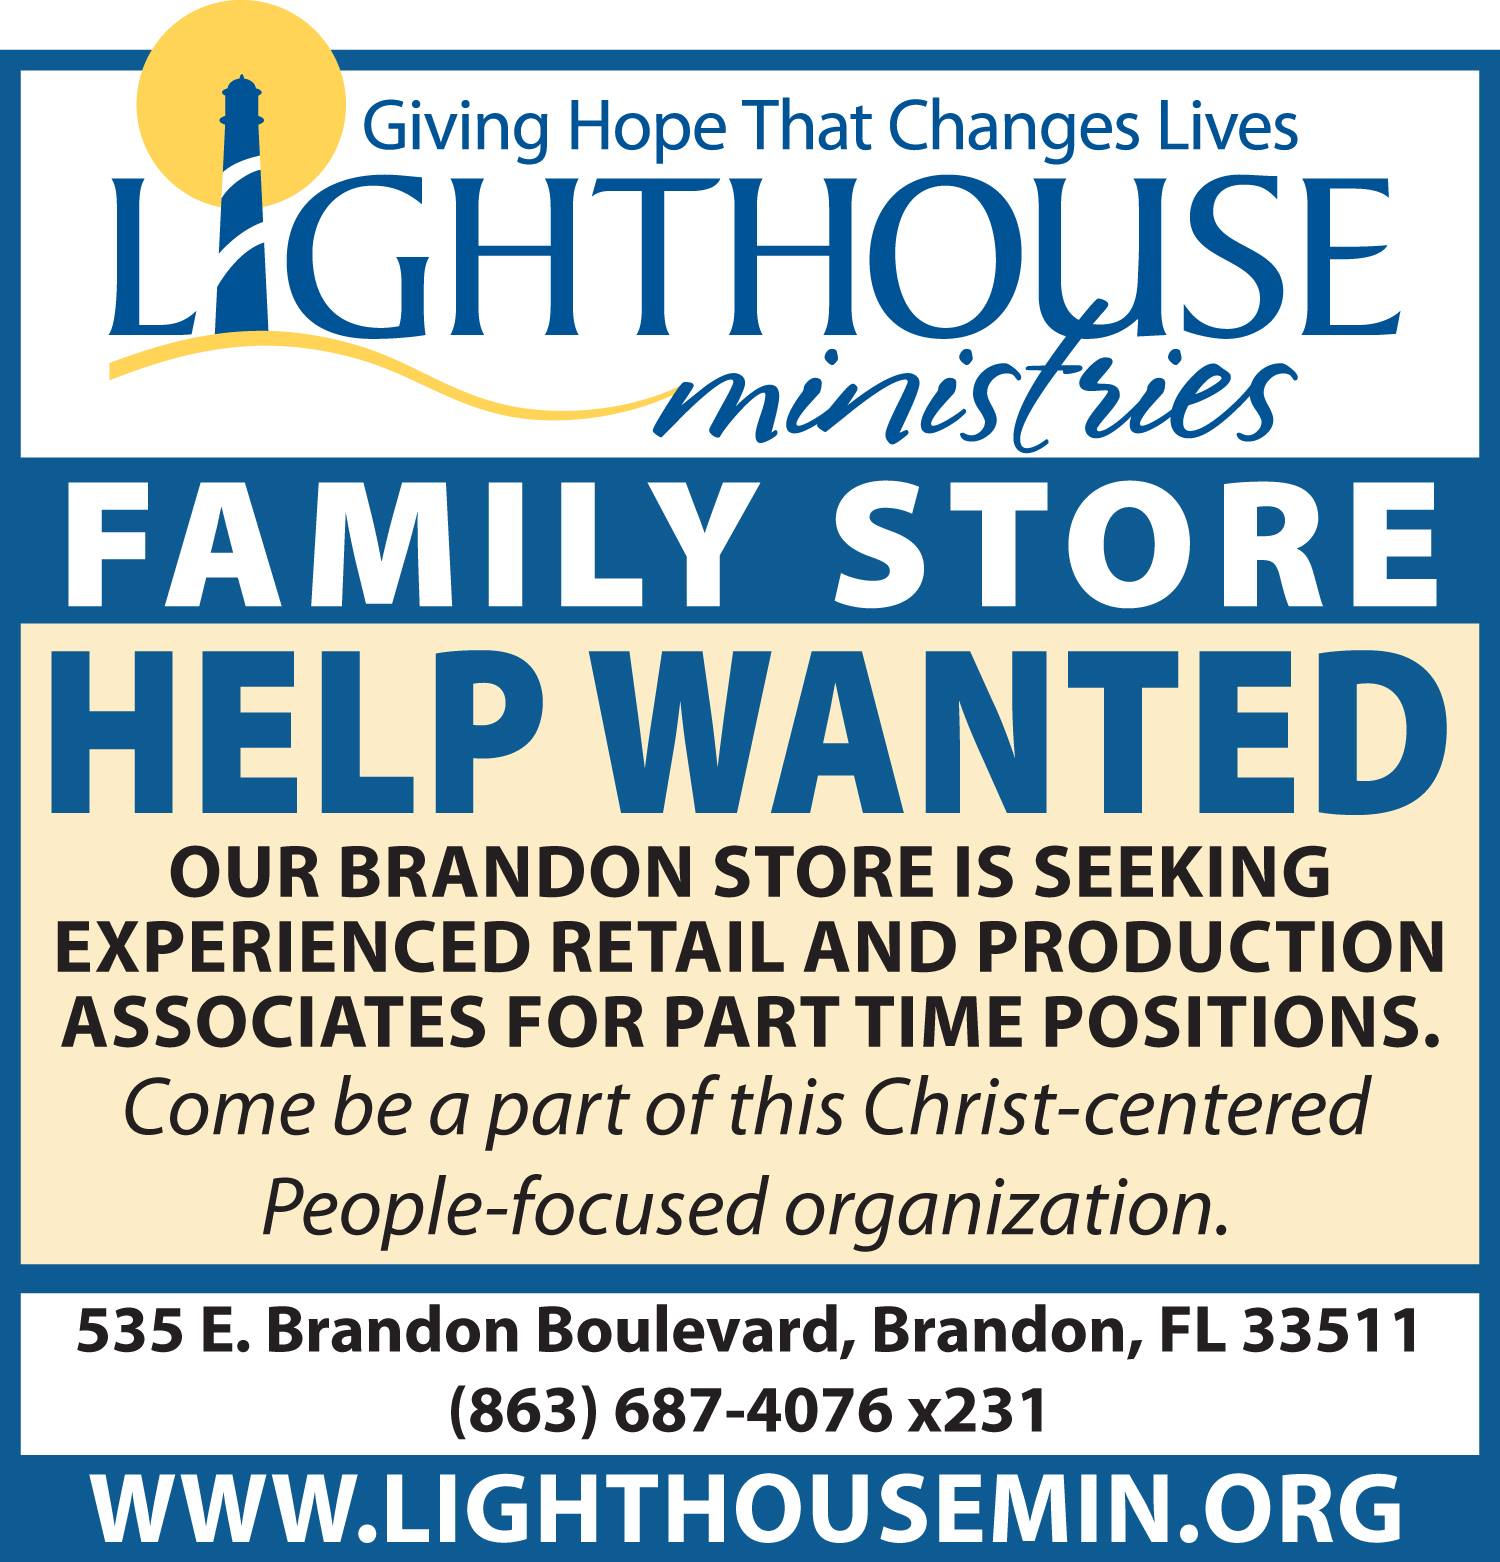 Giving Hope That Changes Lives
LIGHTHOUSE
ministries
FAMILY STORE
HELP WANTED
OUR BRANDON STORE IS SEEKING
EXPERIENCED RETAIL AND PRODUCTION
ASSOCIATES FOR PART TIME POSITIONS.
Come be a part of this Christ-centered
People-focused organization.
535 E. Brandon Boulevard, Brandon, FL 33511
(863) 687-4076 x231
WWW.LIGHTHOUSEMIN.ORG